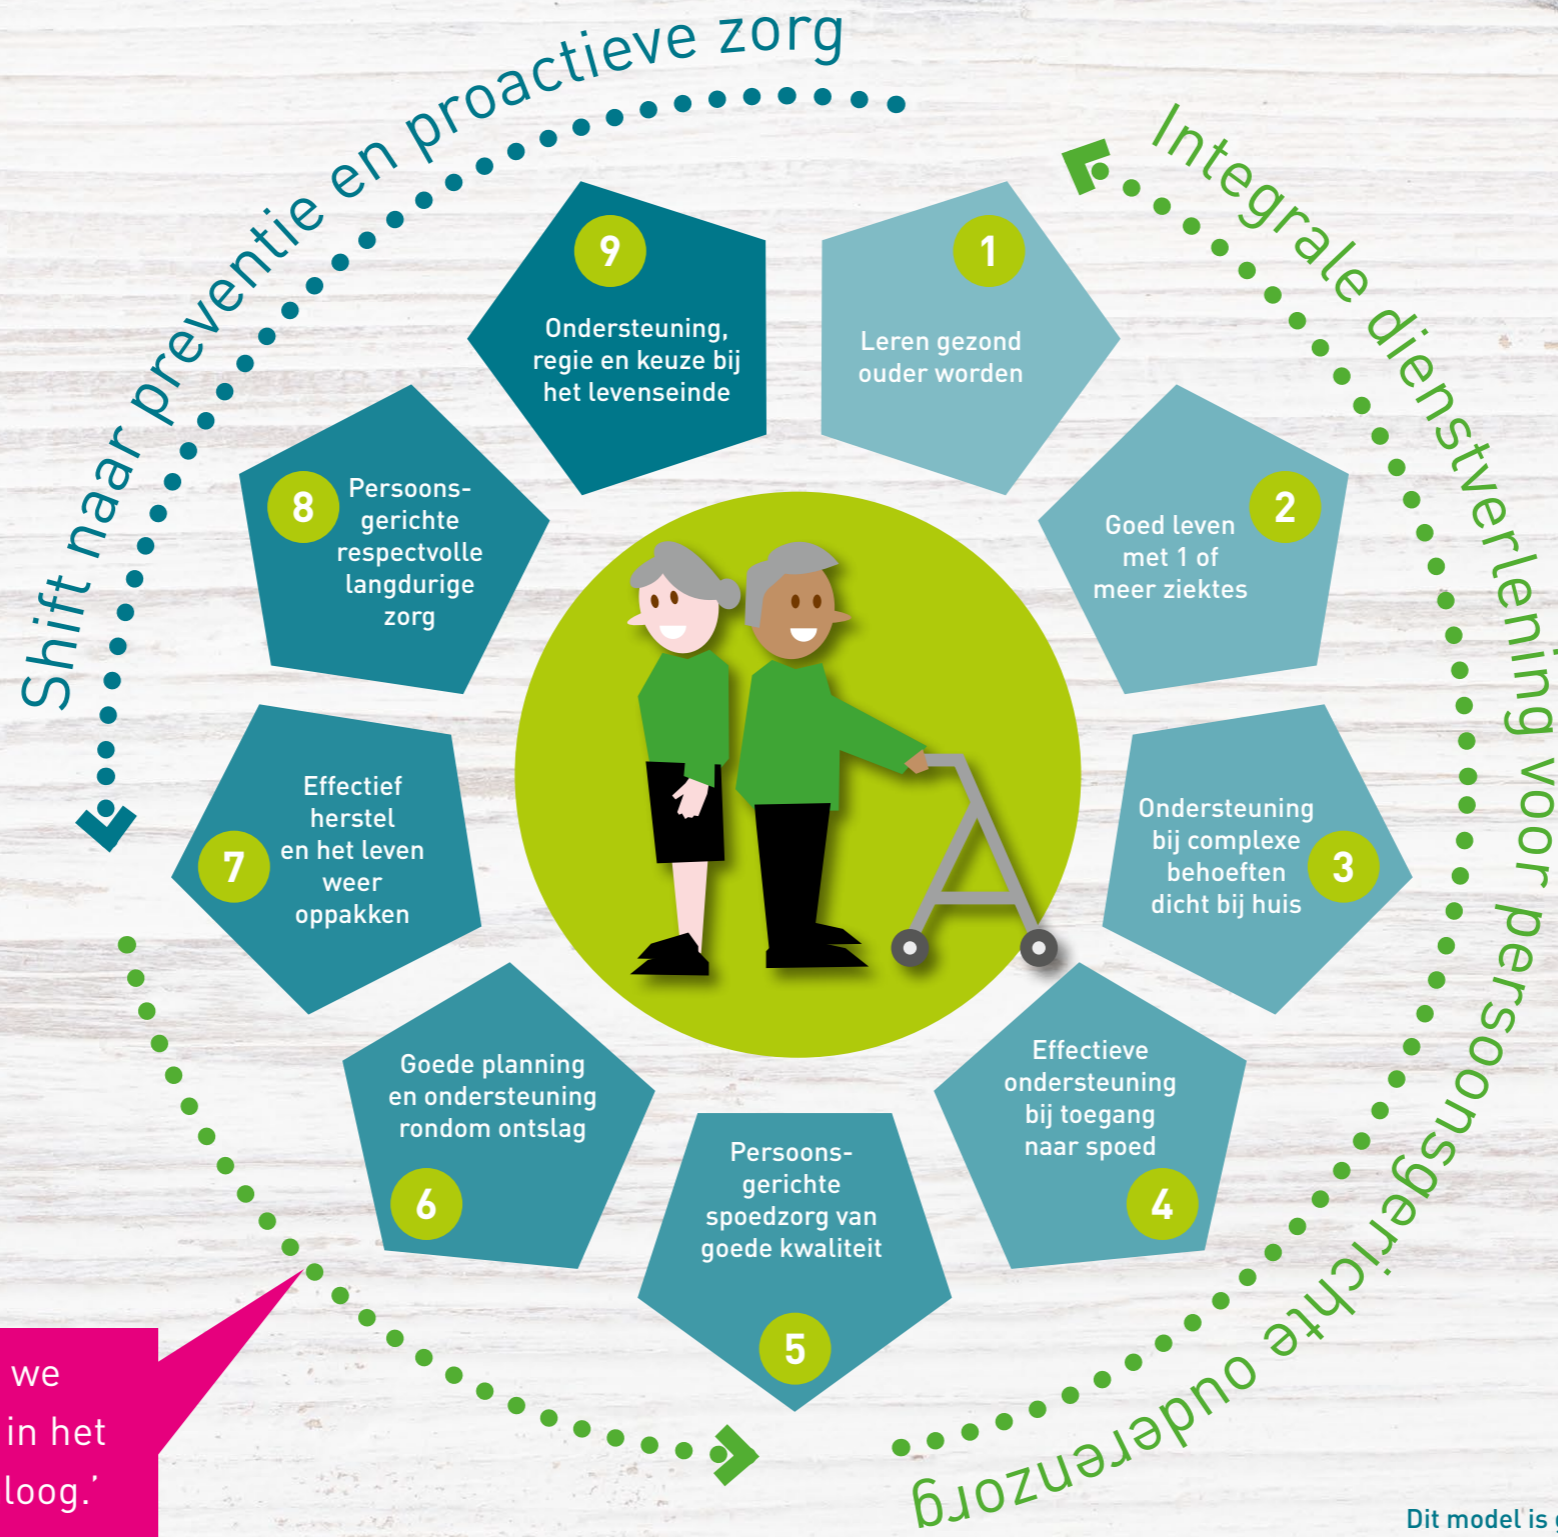 Shift naar preventie en proactieve zorg
Integrale dienstverlening voor persoonsgerichte ouderenzorg
1
Leren gezond
ouder worden
2
Goed leven
met 1 of
meer ziektes
3
Ondersteuning
bij complexe
behoeften
dicht bij huis
4
Effectieve
ondersteuning
bij toegang
naar spoed
5
Persoons-
gerichte
spoedzorg van
goede kwaliteit
6
Goede planning
en ondersteuning
rondom ontslag
7
Effectief
herstel
en het leven
weer
oppakken
8
Persoons-
gerichte
respectvolle
langdurige
zorg
9
Ondersteuning,
regie en keuze bij
het levenseinde
we
in het
loog.’
Dit model is